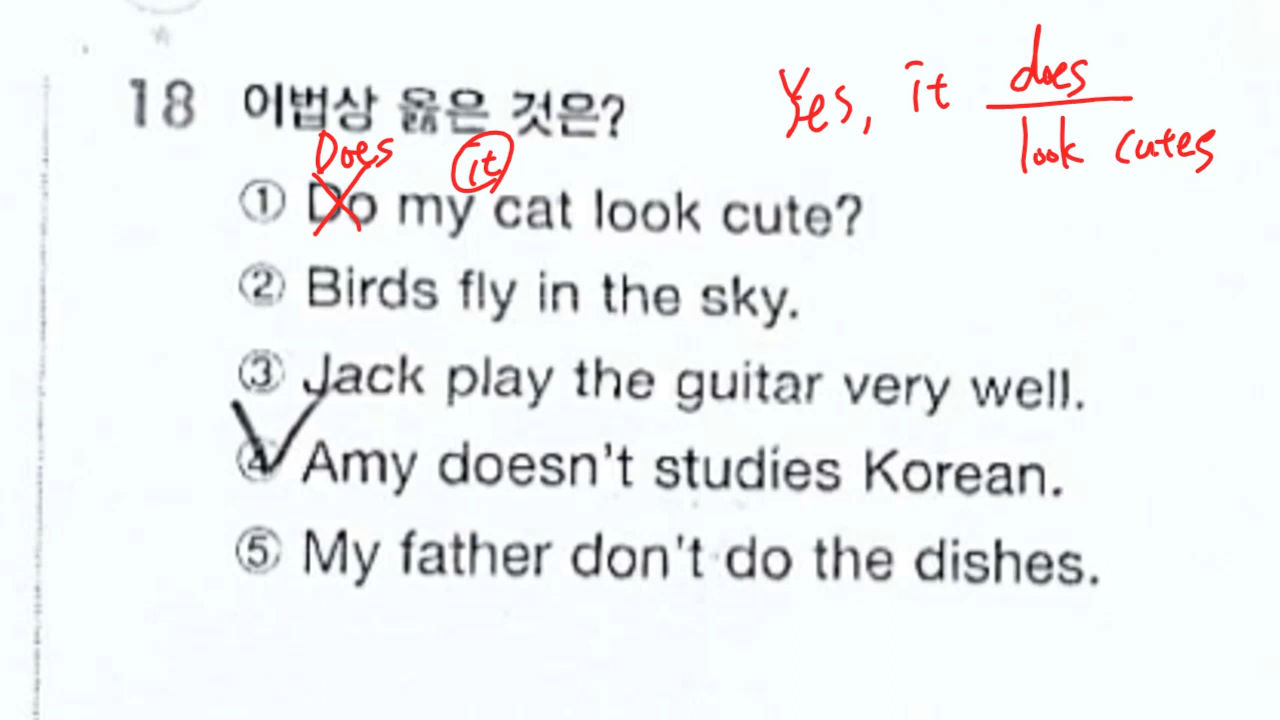 Yes, it does
look cutes
18 이법상 옳은 것은?
Does it
① Do my cat look cute?
② Birds fly in the sky.
③ Jack play the guitar very well.
④ Amy doesn't studies Korean.
⑤ My father don't do the dishes.